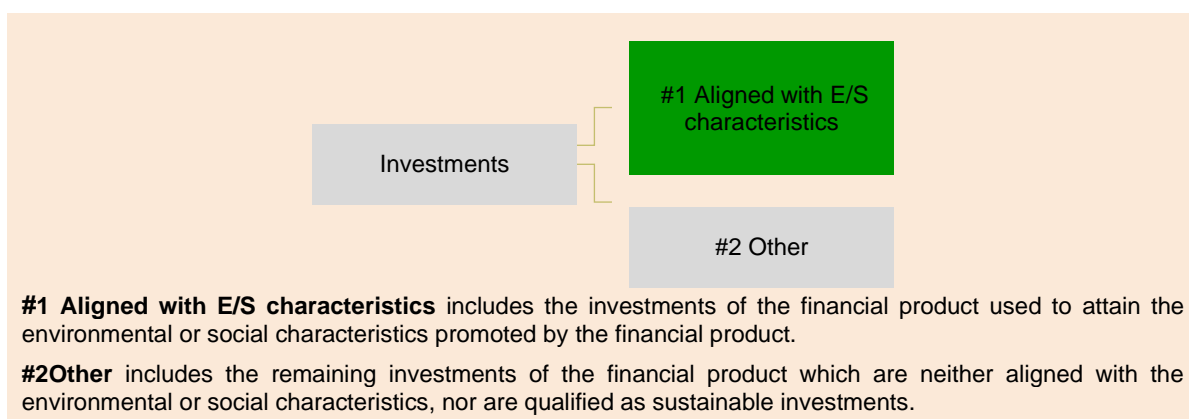 #1 Aligned with E/S
characteristics
Investments
#2 Other
#1 Aligned with E/S characteristics includes the investments of the financial product used to attain the
environmental or social characteristics promoted by the financial product.
#2Other includes the remaining investments of the financial product which are neither aligned with the
environmental or social characteristics, nor are qualified as sustainable investments.